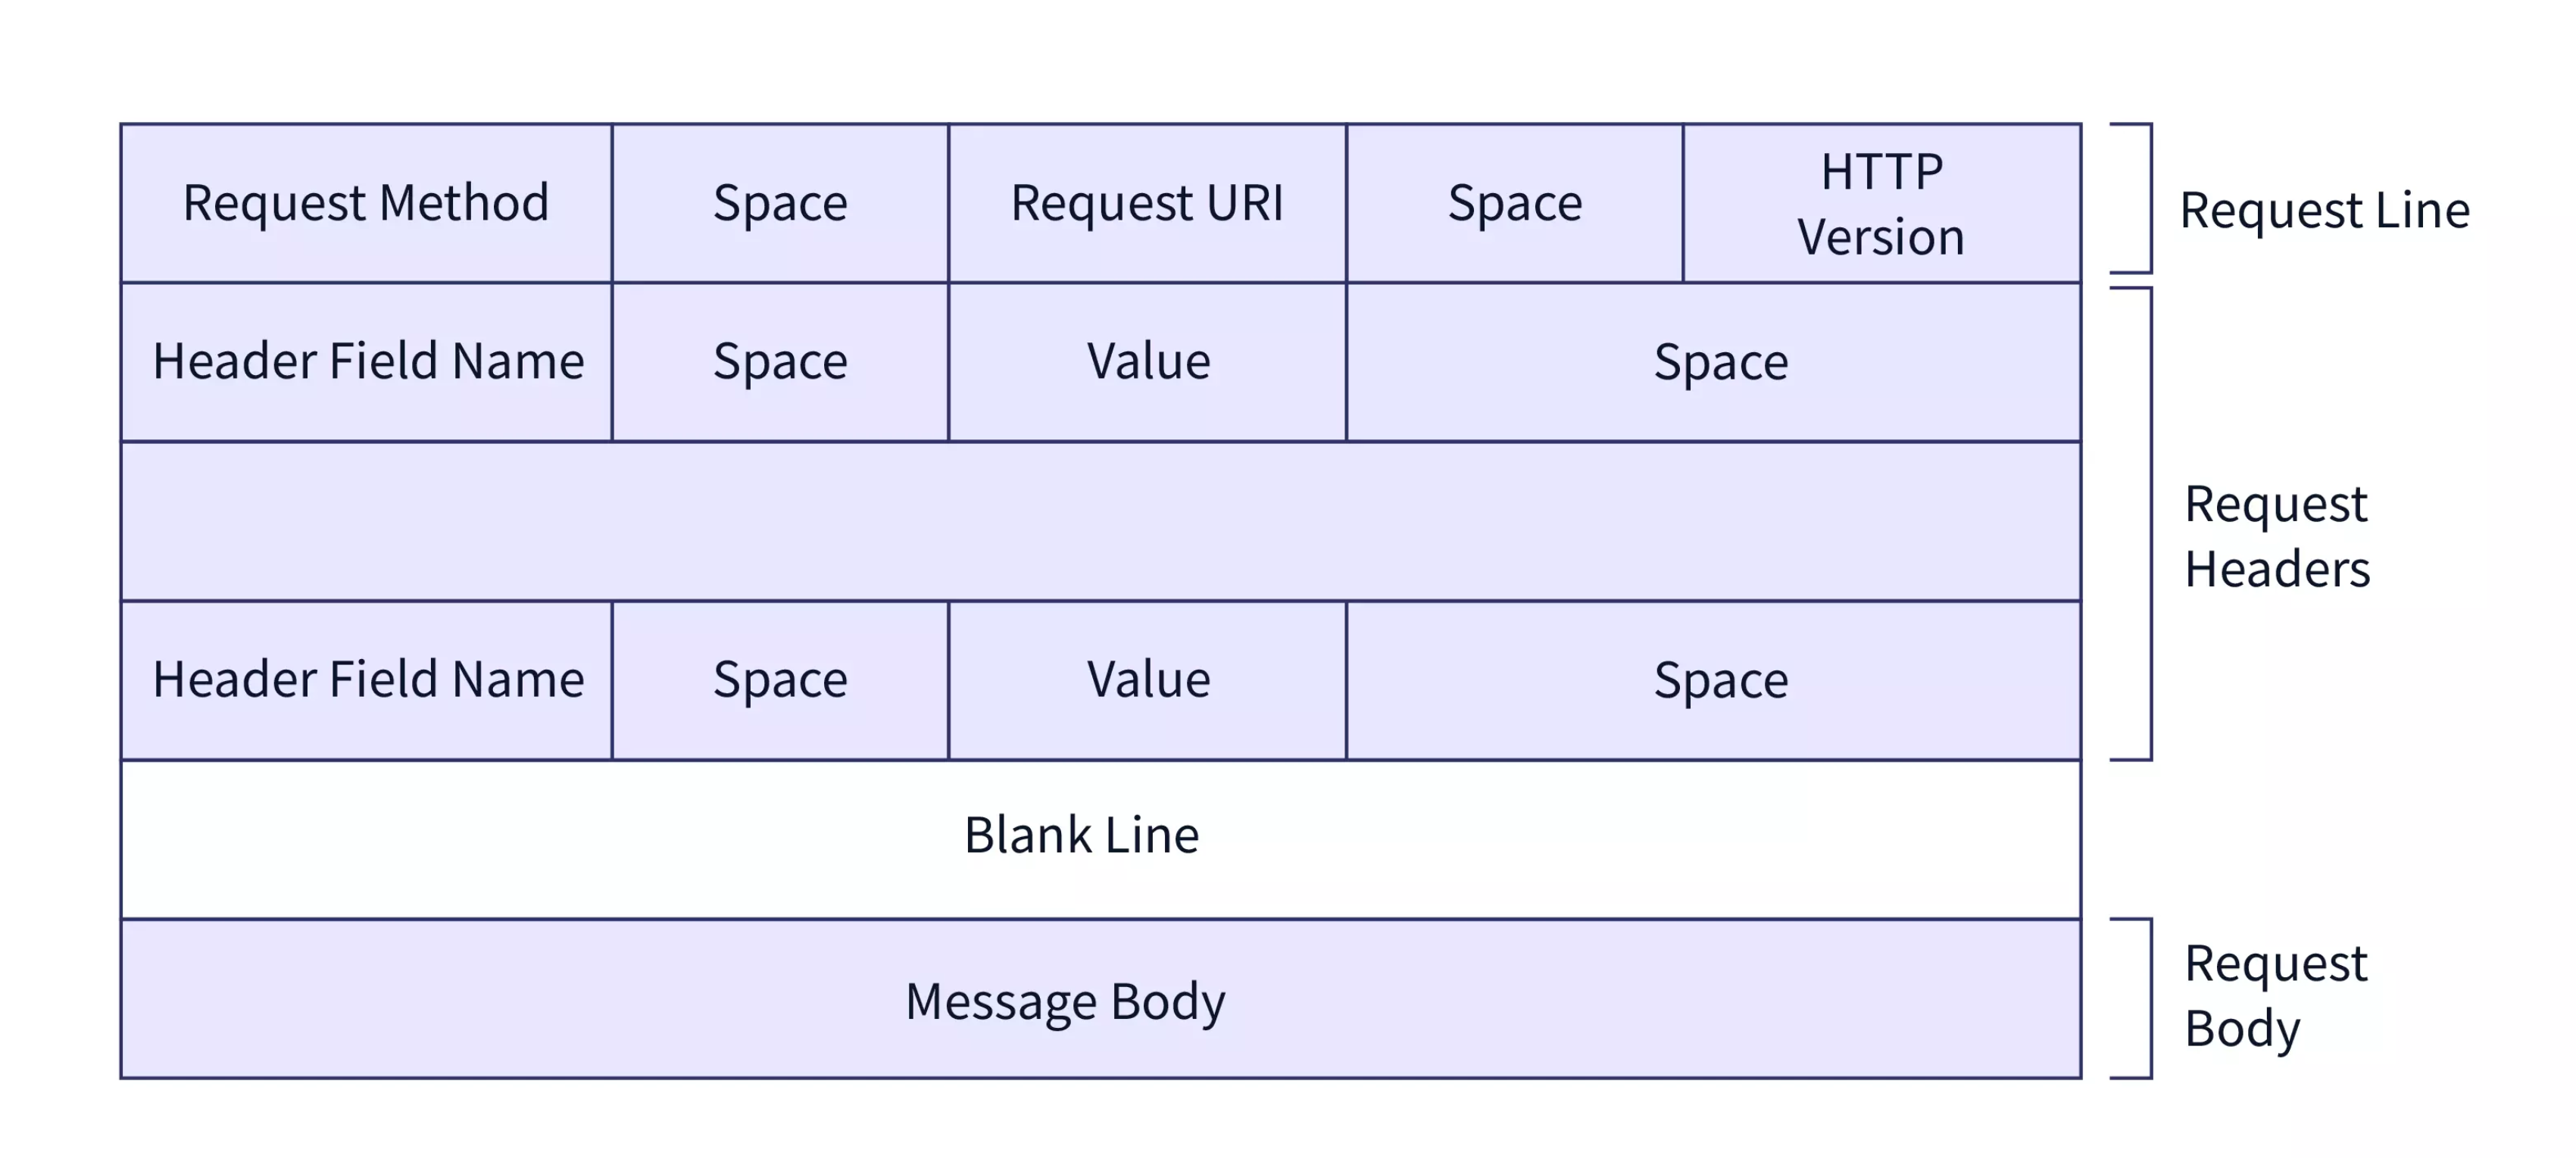 Request Method Space Request URI Space HTTP Version Request Line
Header Field Name Space Value Space
Request Headers
Header Field Name Space Value Space
Blank Line
Message Body
Request Body